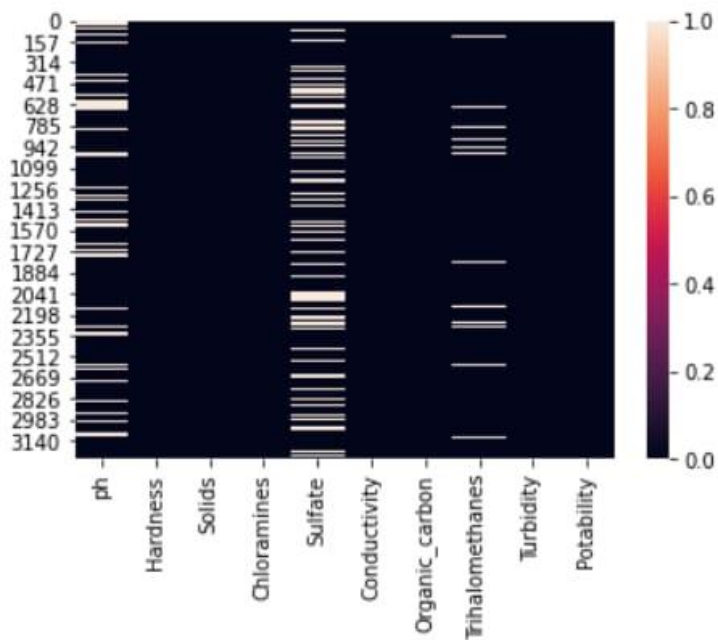 0
157
314
471
628
785
942
1099
1256
1413
1570
1727
1884
2041
2198
2355
2512
2669
2826
2983
3140
ph
Hardness
Solids
Chloramines
Sulfate
Conductivity
Organic_carbon
Trihalomethanes
Turbidity
Potability
1.0
0.8
0.6
0.4
0.2
0.0